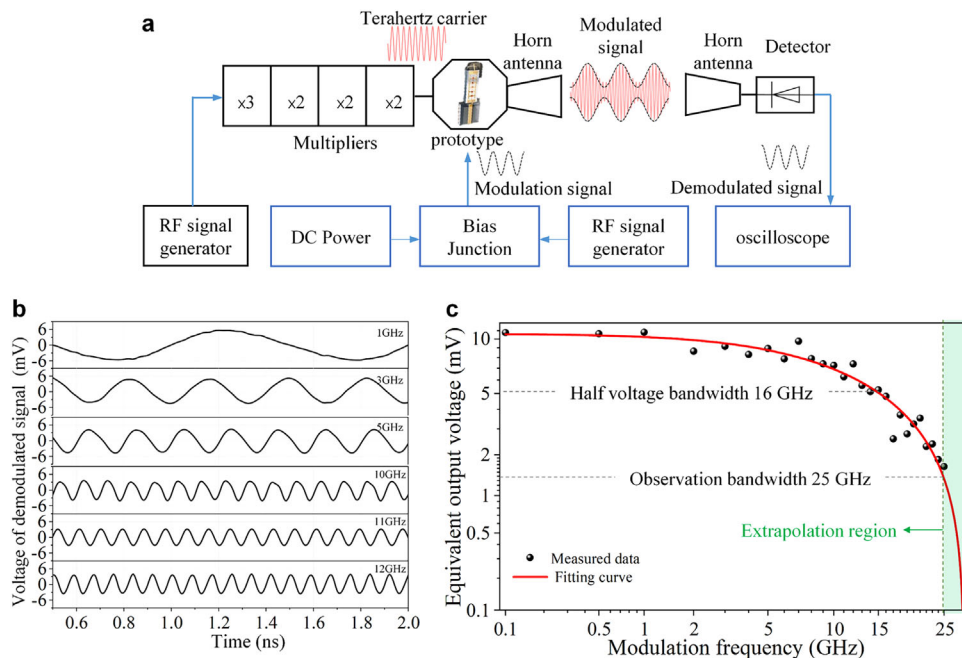 a
Terahertz carrier
Horn
antenna
Modulated
signal
Horn
antenna
Detector
x3
x2
x2
x2
Multipliers
prototype
Modulation signal
Demodulated signal
RF signal
generator
DC Power
Bias
Junction
RF signal
generator
oscilloscope
b
Voltage of demodulated signal (mV)
6
0
-6
1GHz
6
0
-6
3GHz
6
0
-6
5GHz
6
0
-6
10GHz
6
0
-6
11GHz
6
0
-6
12GHz
0.6
0.8
1.0
1.2
1.4
1.6
1.8
2.0
Time (ns)
c
Equivalent output voltage (mV)
10
5
2
1
0.5
0.1
Half voltage bandwidth 16 GHz
Observation bandwidth 25 GHz
Extrapolation region
Measured data
Fitting curve
0.1
0.5
1
2
5
10
15
25
Modulation frequency (GHz)